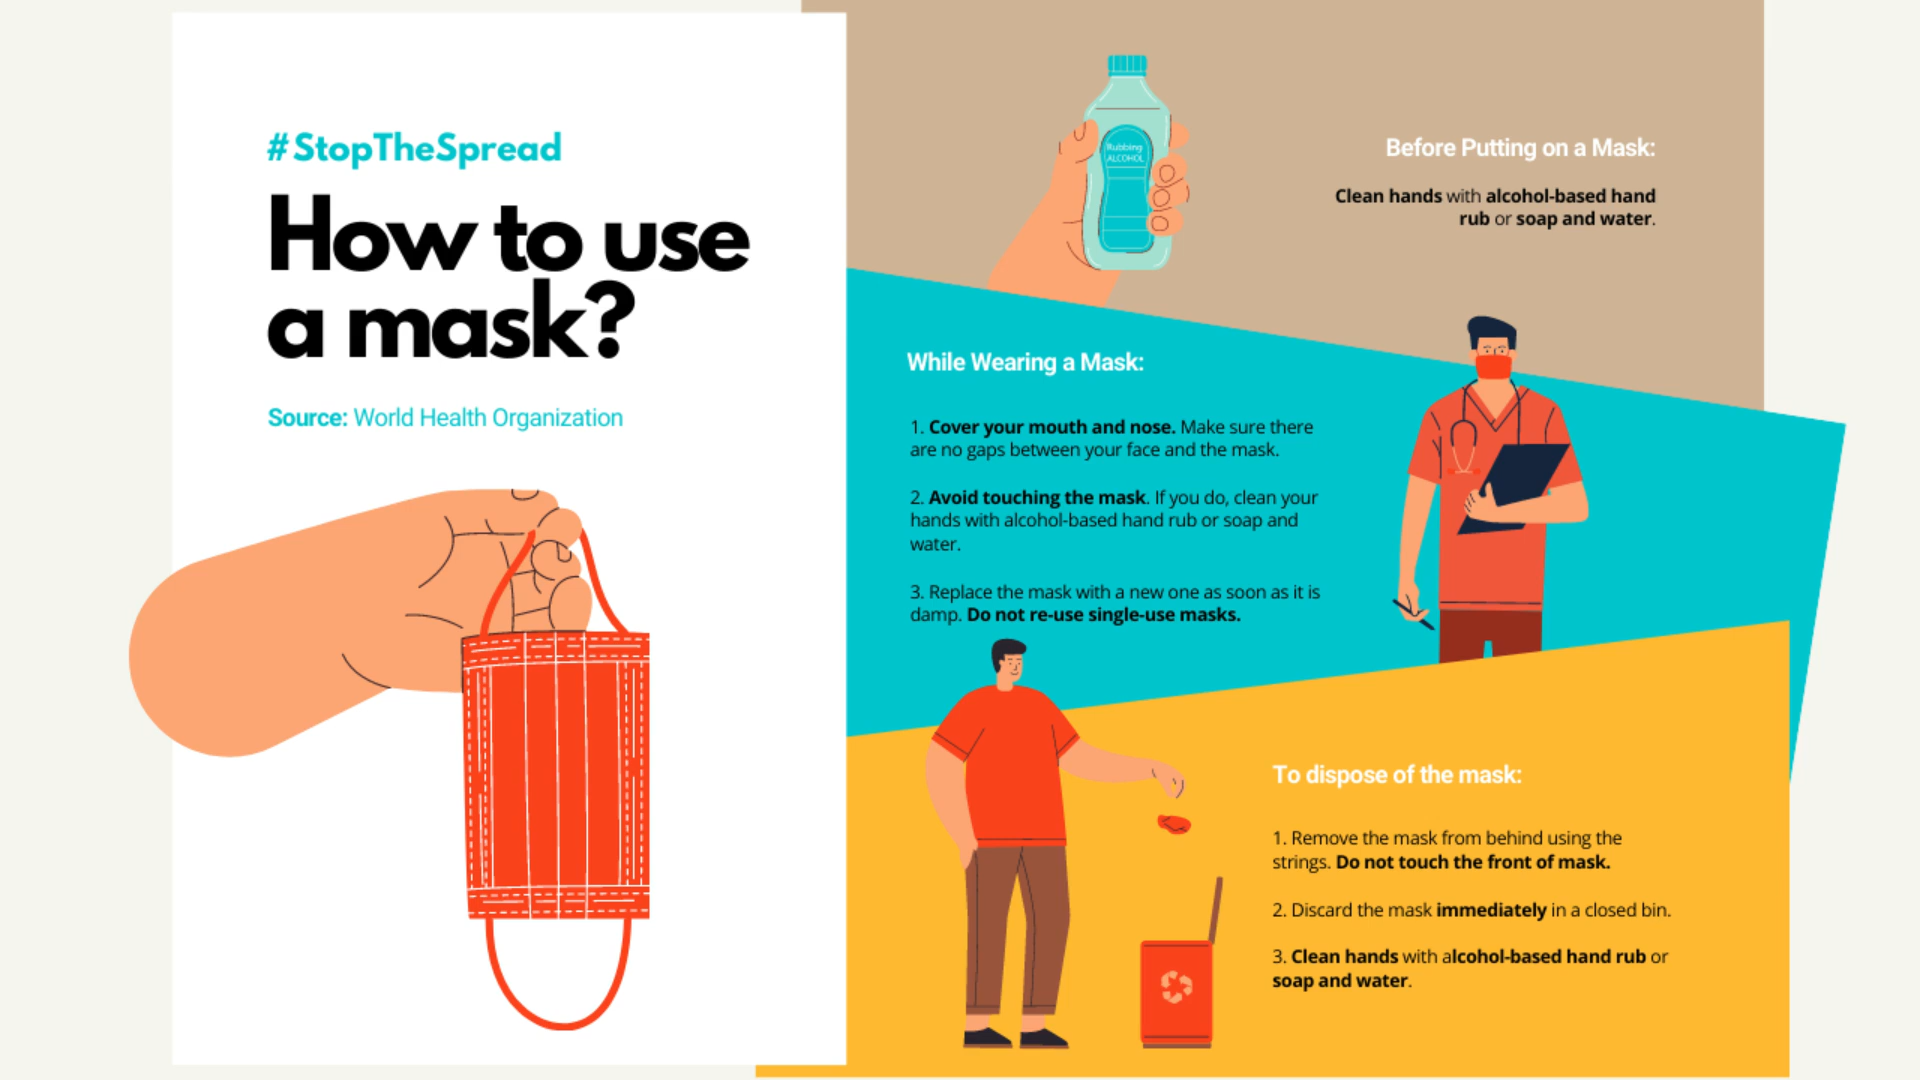 #StopTheSpread
How to use
a mask?
Source: World Health Organization
Rubbing
ALCOHOL
Before Putting on a Mask:
Clean hands with alcohol-based hand
rub or soap and water.
While Wearing a Mask:
1. Cover your mouth and nose. Make sure there
are no gaps between your face and the mask.
2. Avoid touching the mask. If you do, clean your
hands with alcohol-based hand rub or soap and
water.
3. Replace the mask with a new one as soon as it is
damp. Do not re-use single-use masks.
To dispose of the mask:
1. Remove the mask from behind using the
strings. Do not touch the front of mask.
2. Discard the mask immediately in a closed bin.
3. Clean hands with alcohol-based hand rub or
soap and water.